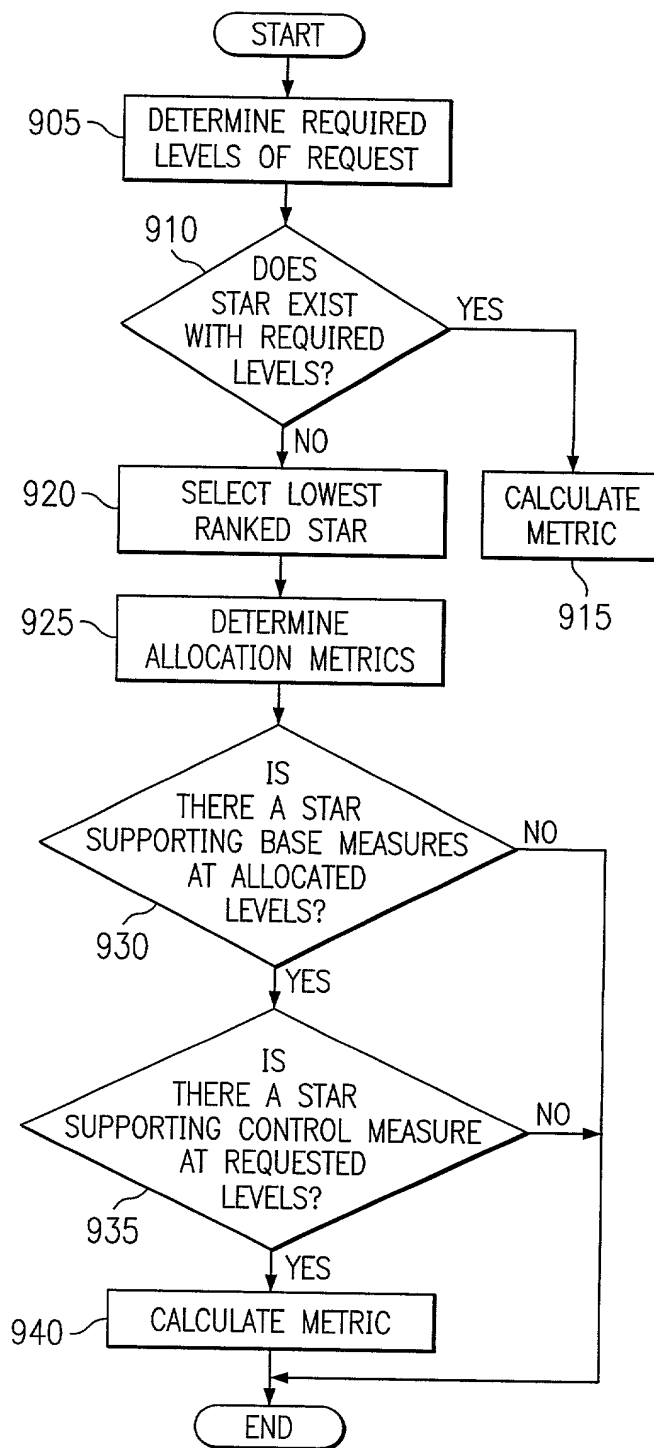 START
905
DETERMINE REQUIRED
LEVELS OF REQUEST
910
DOES
STAR EXIST
WITH REQUIRED
LEVELS?
YES
NO
920
SELECT LOWEST
RANKED STAR
CALCULATE
METRIC
915
925
DETERMINE
ALLOCATION METRICS
IS
THERE A STAR
SUPPORTING BASE MEASURES
AT ALLOCATED
LEVELS?
NO
930
YES
IS
THERE A STAR
SUPPORTING CONTROL MEASURE
AT REQUESTED
LEVELS?
NO
935
YES
940
CALCULATE METRIC
END